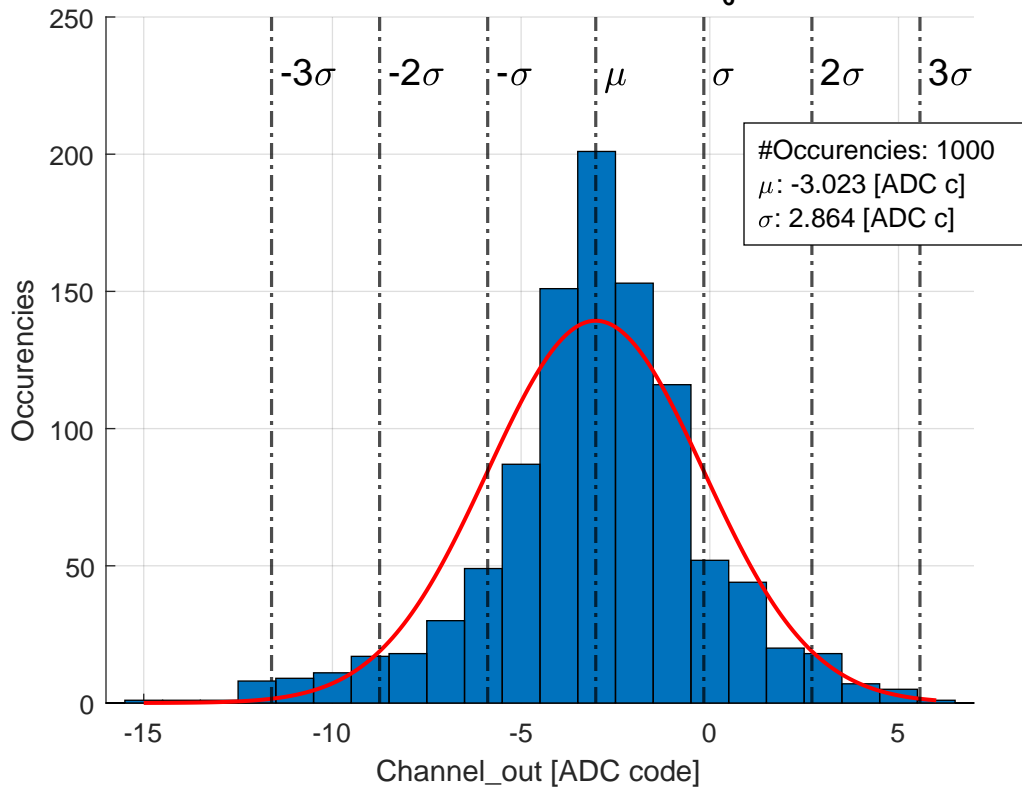 250
200
150
100
50
0
-3σ -2σ -σ μ σ 2σ 3σ
#Occurencies: 1000
μ: -3.023 [ADC c]
σ: 2.864 [ADC c]
Occurencies
-15 -10 -5 0 5
Channel_out [ADC code]